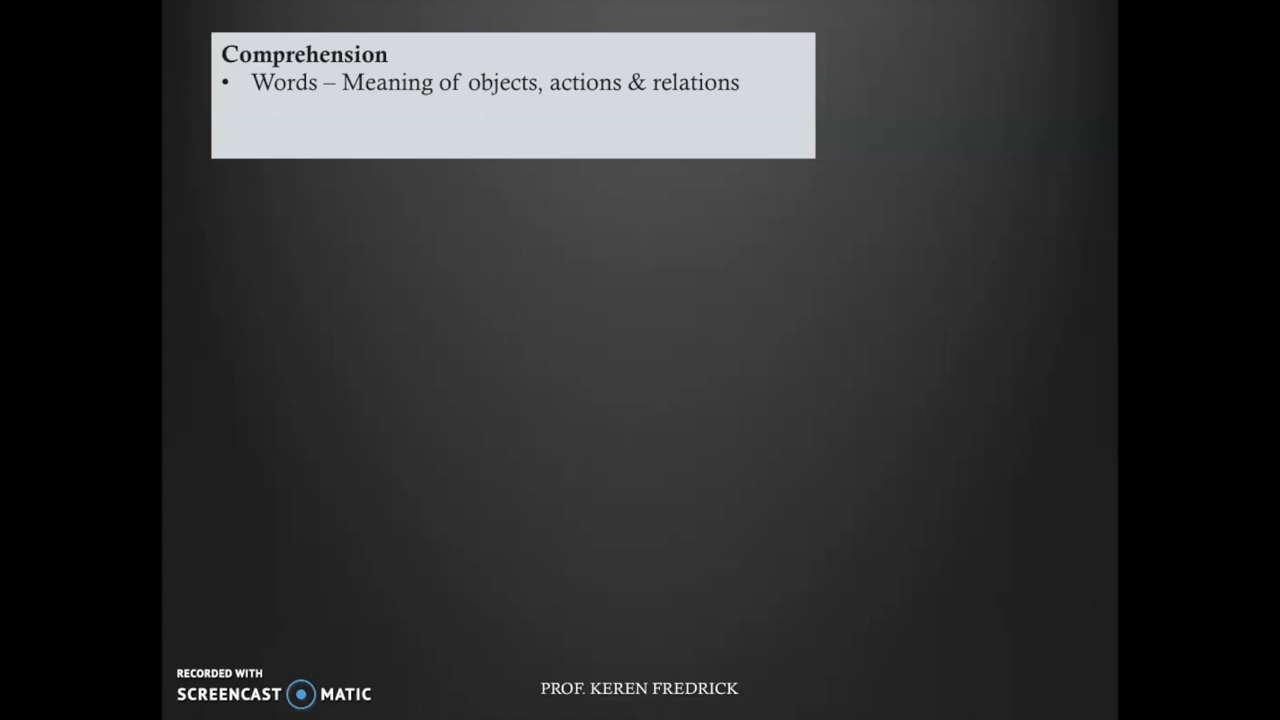 Comprehension
• Words – Meaning of objects, actions & relations
RECORDED WITH
SCREENCAST MATIC
PROF. KEREN FREDRICK